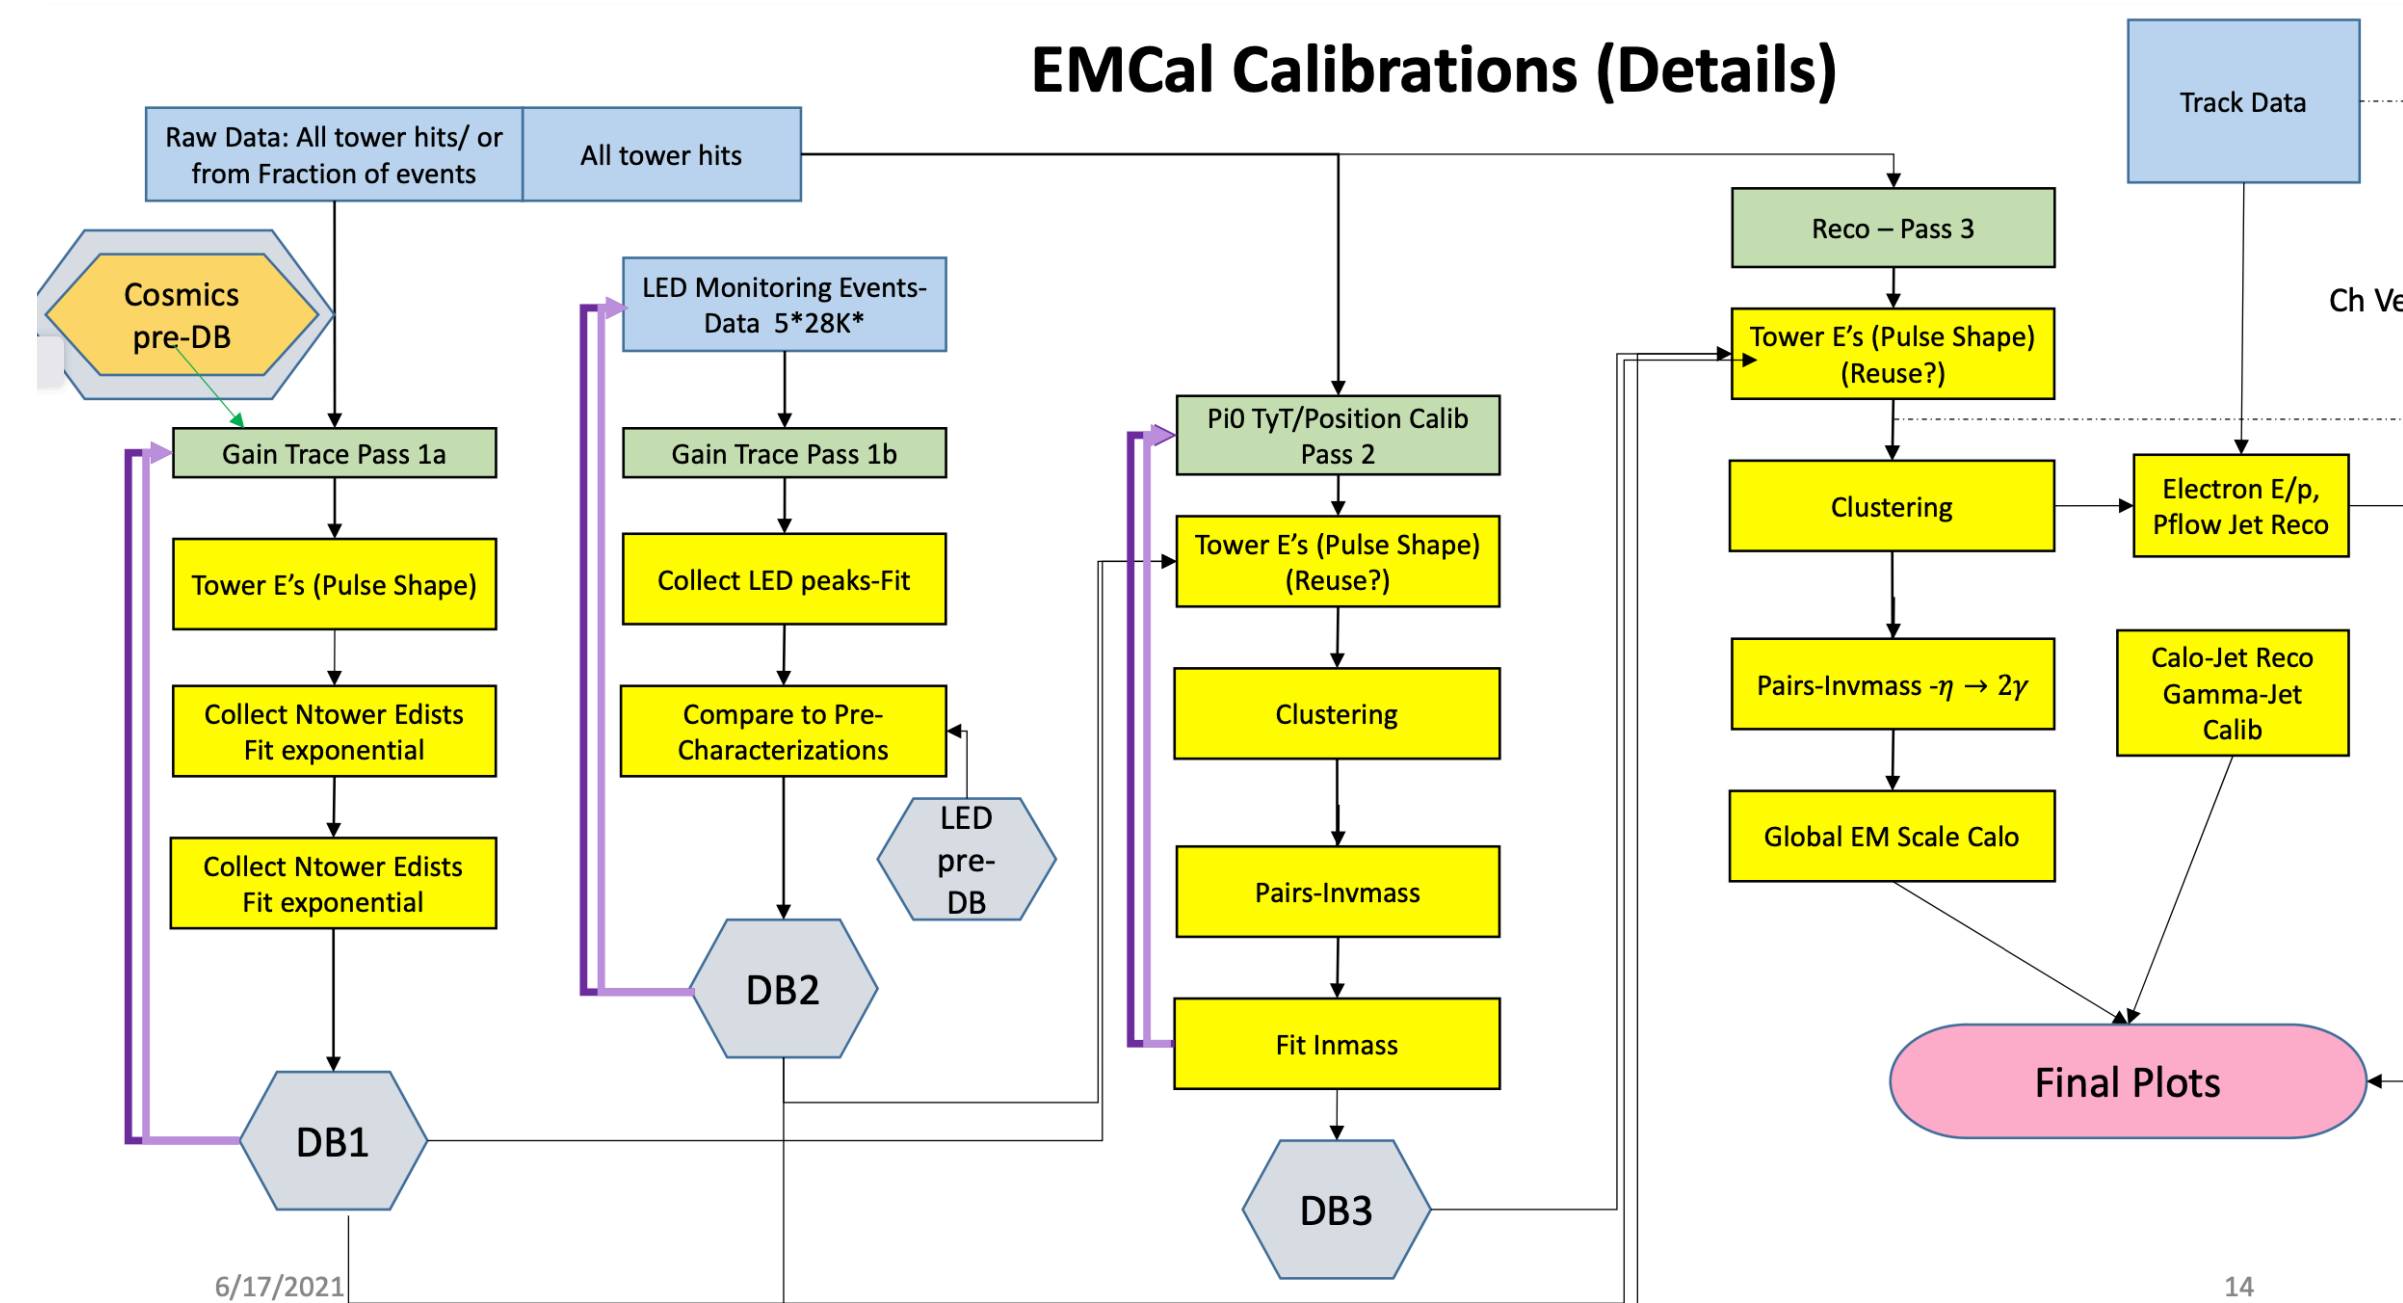 EMCal Calibrations (Details)
Track Data
Raw Data: All tower hits/ or
from Fraction of events
All tower hits
Reco – Pass 3
Cosmics
pre-DB
LED Monitoring Events-
Data 5*28K*
Ch Ve
Tower E's (Pulse Shape)
(Reuse?)
Gain Trace Pass 1a
Gain Trace Pass 1b
Pi0 TyT/Position Calib
Pass 2
Clustering
Electron E/p,
Pflow Jet Reco
Tower E's (Pulse Shape)
Collect LED peaks-Fit
Tower E's (Pulse Shape)
(Reuse?)
Collect Ntower Edists
Fit exponential
Compare to Pre-
Characterizations
Clustering
Pairs-Invmass -η → 2γ
Calo-Jet Reco
Gamma-Jet
Calib
Collect Ntower Edists
Fit exponential
LED
pre-
DB
Pairs-Invmass
Global EM Scale Calo
DB2
Fit Inmass
Final Plots
DB1
DB3
6/17/2021
14